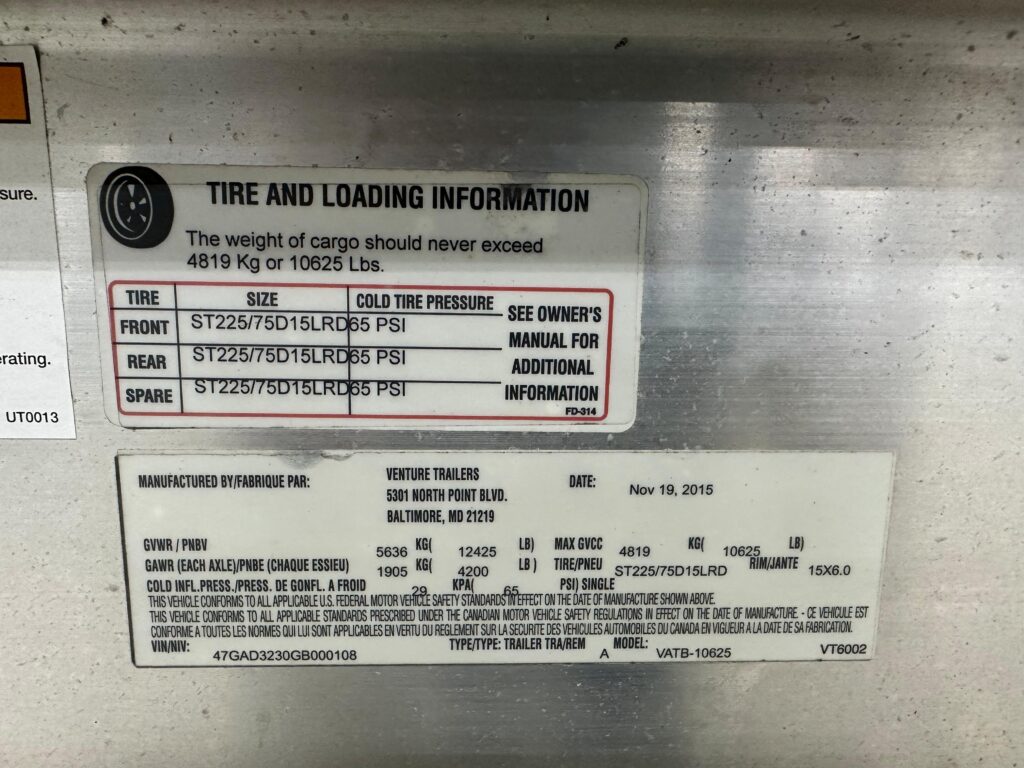 sure.
erating.
UT0013
TIRE AND LOADING INFORMATION
The weight of cargo should never exceed
4819 Kg or 10625 Lbs.
TIRE SIZE COLD TIRE PRESSURE
FRONT ST225/75D15LRD 65 PSI
REAR ST225/75D15LRD 65 PSI
SPARE ST225/75D15LRD 65 PSI
SEE OWNER'S
MANUAL FOR
ADDITIONAL
INFORMATION
FD-314
MANUFACTURED BY/FABRIQUE PAR: VENTURE TRAILERS DATE: Nov 19, 2015
5301 NORTH POINT BLVD.
BALTIMORE, MD 21219
GVWR / PNBV 5636 KG( 12425 LB) MAX GVCC 4819 KG( 10625 LB)
GAWR (EACH AXLE)/PNBE (CHAQUE ESSIEU) 1905 KG( 4200 LB) TIRE/PNEU ST225/75D15LRD RIM/JANTE 15X6.0
COLD INFL.PRESS./PRESS. DE GONFL. A FROID 29 KPA( 65 PSI) SINGLE
THIS VEHICLE CONFORMS TO ALL APPLICABLE U.S. FEDERAL MOTOR VEHICLE SAFETY STANDARDS IN EFFECT ON THE DATE OF MANUFACTURE SHOWN ABOVE.
THIS VEHICLE CONFORMS TO ALL APPLICABLE STANDARDS PRESCRIBED UNDER THE CANADIAN MOTOR VEHICLE SAFETY REGULATIONS IN EFFECT ON THE DATE OF MANUFACTURE. - CE VEHICULE EST
CONFORME A TOUTES LES NORMES QUI LUI SONT APPLICABLES EN VERTU DU REGLEMENT SUR LA SECURITE DES VEHICULES AUTOMOBILES DU CANADA EN VIGUEUR A LA DATE DE SA FABRICATION.
VIN/NIV: 47GAD3230GB000108 TYPE/TYPE: TRAILER TRA/REM A MODEL: VATB-10625 VT6002